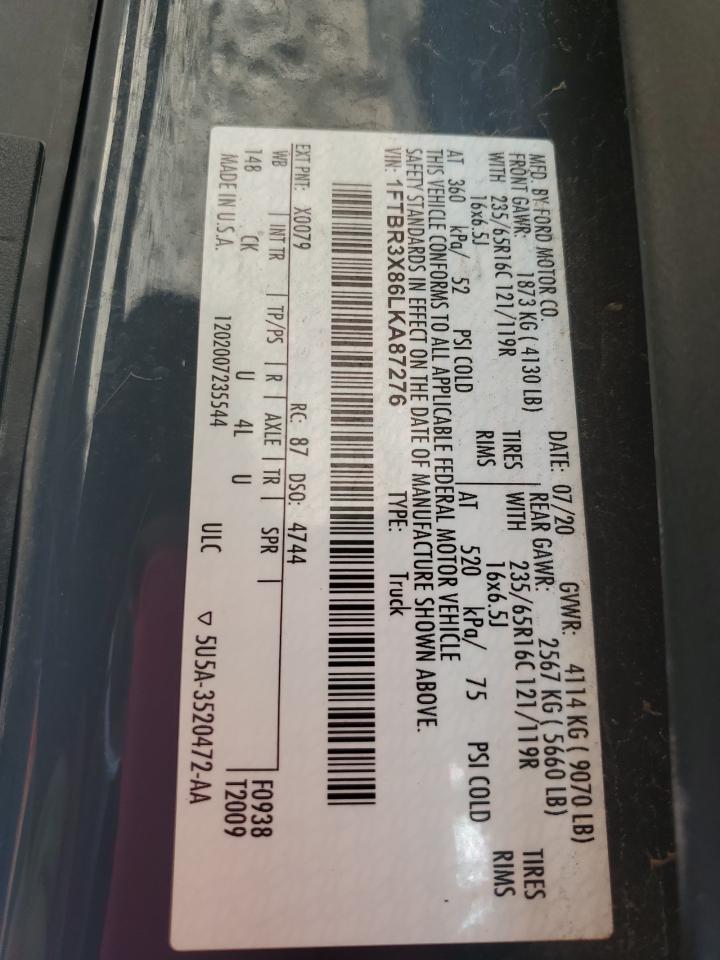 MFD. BY FORD MOTOR CO.
DATE: 07/20 GVWR: 4114 KG ( 9070 LB)
FRONT GAWR: 1873 KG ( 4130 LB) REAR GAWR: 2567 KG ( 5660 LB)
WITH 235/65R16C 121/119R TIRES WITH 235/65R16C 121/119R TIRES
16x6.5J RIMS 16x6.5J RIMS
AT 360 kPa/ 52 PSI COLD AT 520 kPa/ 75 PSI COLD
THIS VEHICLE CONFORMS TO ALL APPLICABLE FEDERAL MOTOR VEHICLE
SAFETY STANDARDS IN EFFECT ON THE DATE OF MANUFACTURE SHOWN ABOVE.
VIN: 1FTBR3X86LKA87276 TYPE: Truck
EXT PNT: X0079 RC: 87 DSO: 4744
WB | INT TR | TP/PS | R | AXLE | TR | SPR | F0938
148 CK U 4L U T2009
MADE IN U.S.A. 1202007235544 ULC ▽ 5U5A-3520472-AA